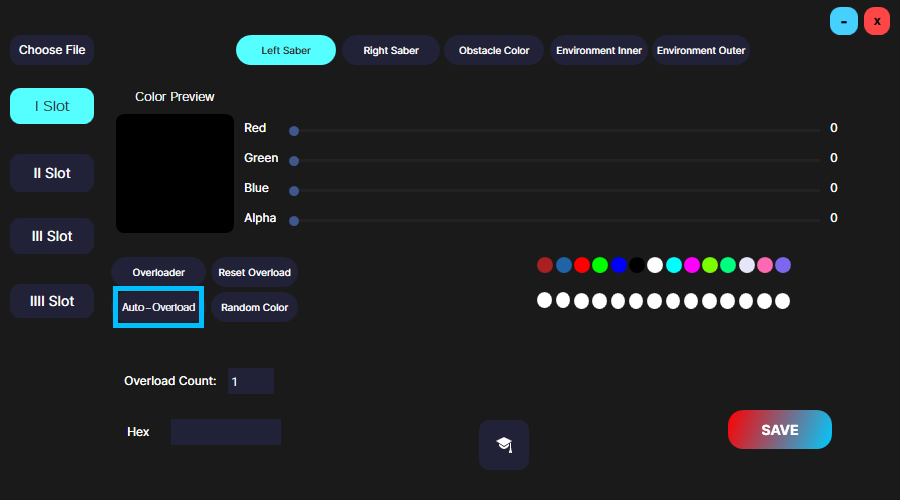 -
x
Choose File
Left Saber
Right Saber
Obstacle Color
Environment Inner
Environment Outer
I Slot
Color Preview
Red
0
Green
0
Blue
0
Alpha
0
II Slot
III Slot
IIII Slot
Overloader
Reset Overload
Auto-Overload
Random Color
Overload Count:
1
Hex
SAVE